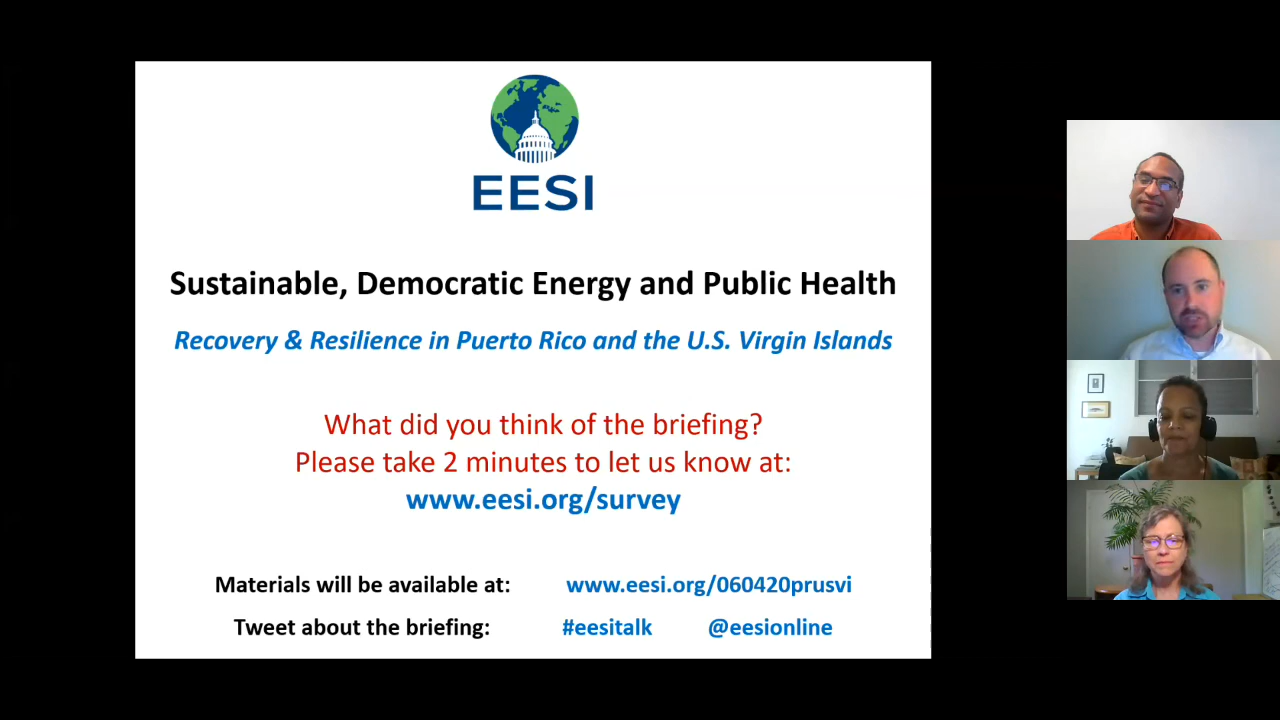 EESI
Sustainable, Democratic Energy and Public Health
Recovery & Resilience in Puerto Rico and the U.S. Virgin Islands
What did you think of the briefing?
Please take 2 minutes to let us know at:
www.eesi.org/survey
Materials will be available at: www.eesi.org/060420prusvi
Tweet about the briefing: #eesitalk @eesionline